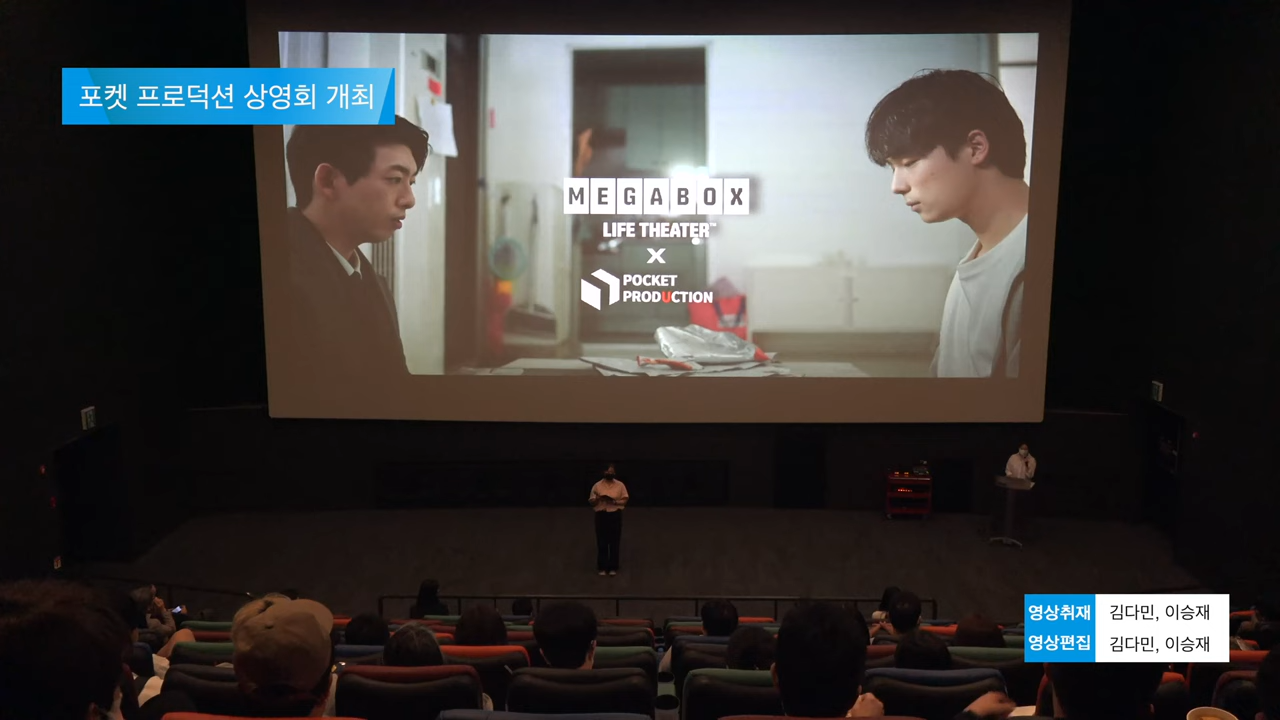 포켓 프로덕션 상영회 개최
MEGABOX
LIFE THEATER™
X
POCKET
PRODUCTION
영상취재 김다민, 이승재
영상편집 김다민, 이승재